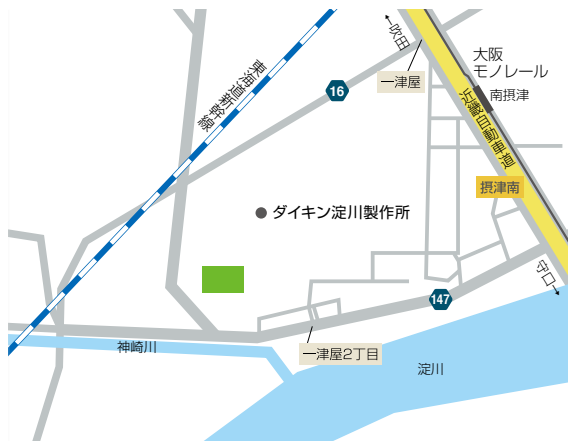 ←吹田
大阪
モノレール
一津屋
南摂津
東海道新幹線
16
近畿自動車道
摂津南
ダイキン淀川製作所
守口→
147
神崎川
一津屋2丁目
淀川